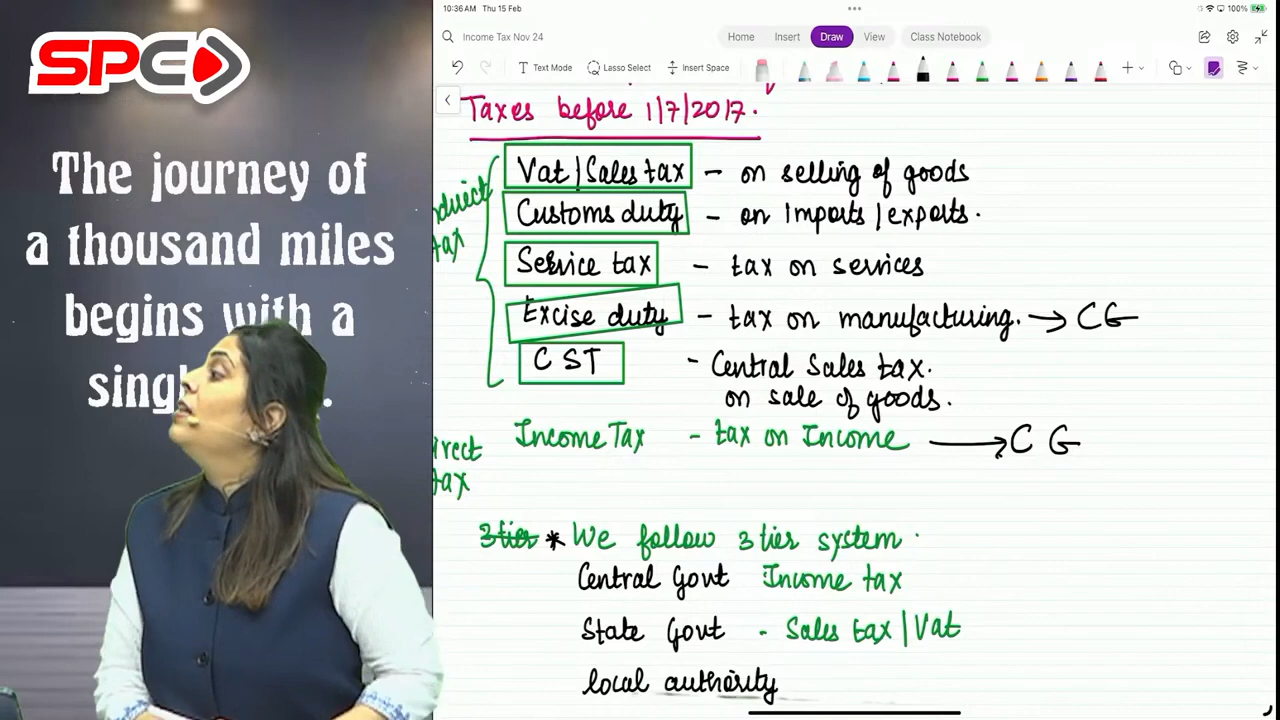 10:36 AM Thu 15 Feb
100%
SPED
Income Tax Nov 24
Home Insert Draw View Class Notebook
Text Mode Lasso Select Insert Space
The journey of
a thousand miles
begins with a
Taxes before 1/7/2017.
Vat/Sales tax - on selling of goods
Customs duty - on Imports/exports.
Service tax - tax on services
Excise duty - tax on manufacturing. → CG
CST - Central Sales tax.
on sale of goods.
Income Tax - tax on Income → CG
tax
3 tier * We follow 3 tier system.
Central Govt Income tax
State Govt - Sales tax/Vat
local authority